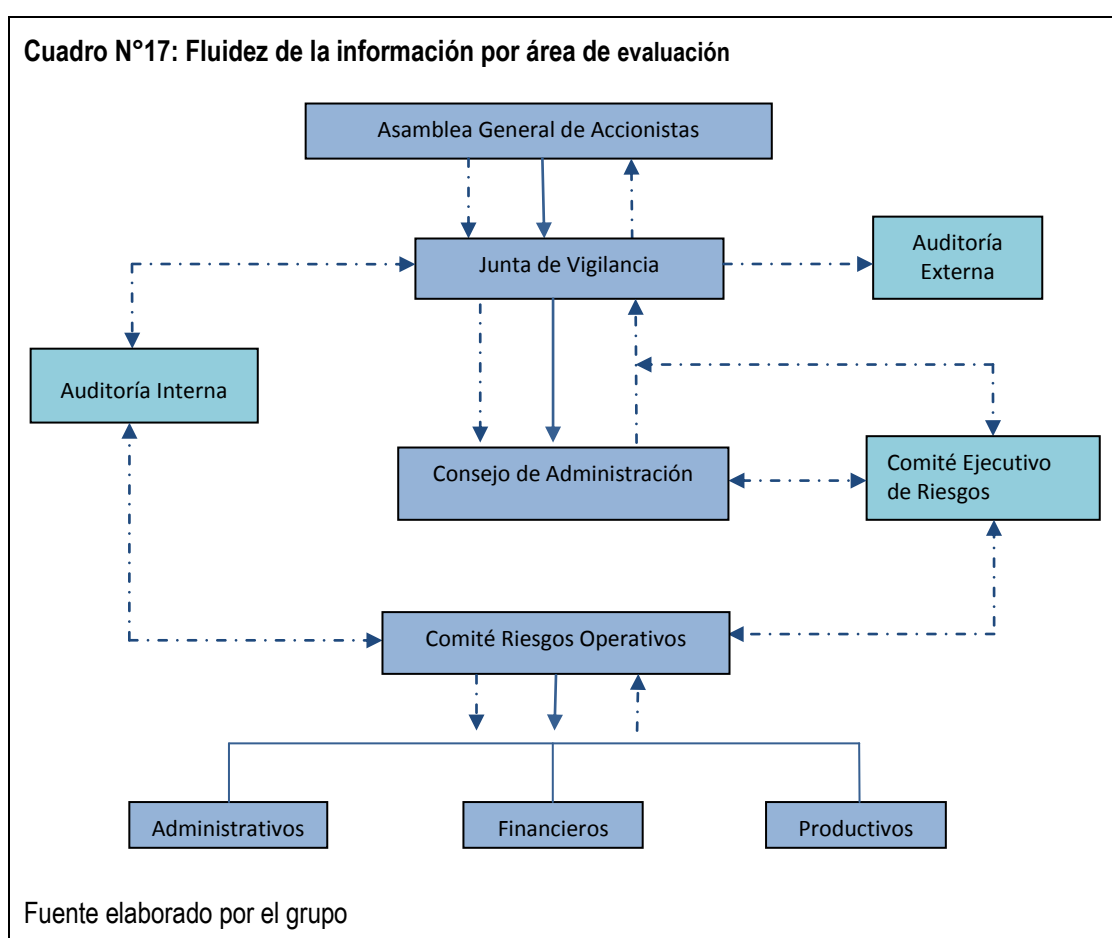 Cuadro N°17: Fluidez de la información por área de evaluación
Asamblea General de Accionistas
Junta de Vigilancia
Auditoría
Externa
Auditoría Interna
Consejo de Administración
Comité Ejecutivo
de Riesgos
Comité Riesgos Operativos
Administrativos
Financieros
Productivos
Fuente elaborado por el grupo